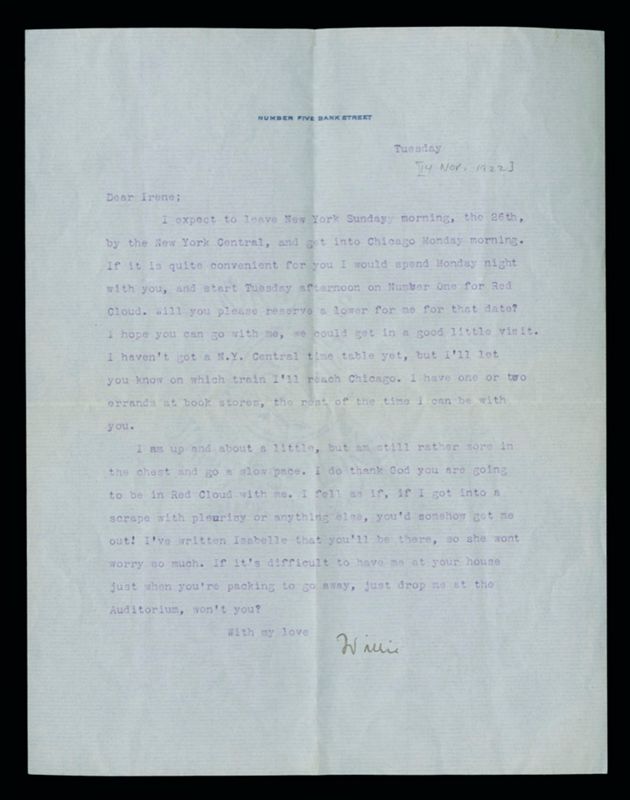 NUMBER FIVE BANK STREET
Tuesday
[14 Nov. 1922]
Dear Irene;
I expect to leave New York Sunday, morning, the 26th,
by the New York Central, and get into Chicago Monday morning.
If it is quite convenient for you I would spend Monday night
with you, and start Tuesday afternoon on Number One for Red
Cloud. Will you please reserve a lower for me for that date?
I hope you can go with me, we could get in a good little visit.
I haven't got a N.Y. Central time table yet, but I'll let
you know on which train I'll reach Chicago. I have one or two
errands at book stores, the rest of the time I can be with
you.
I am up and about a little, but am still rather sore in
the chest and go a slow pace. I do thank God you are going
to be in Red Cloud with me. I fell as if, if I got into a
scrape with pleurisy or anything else, you'd somehow get me
out! I've written Isabelle that you'll be there, so she wont
worry so much. If it's difficult to have me at your house
just when you're packing to go away, just drop me at the
Auditorium, won't you?
With my love
Willie